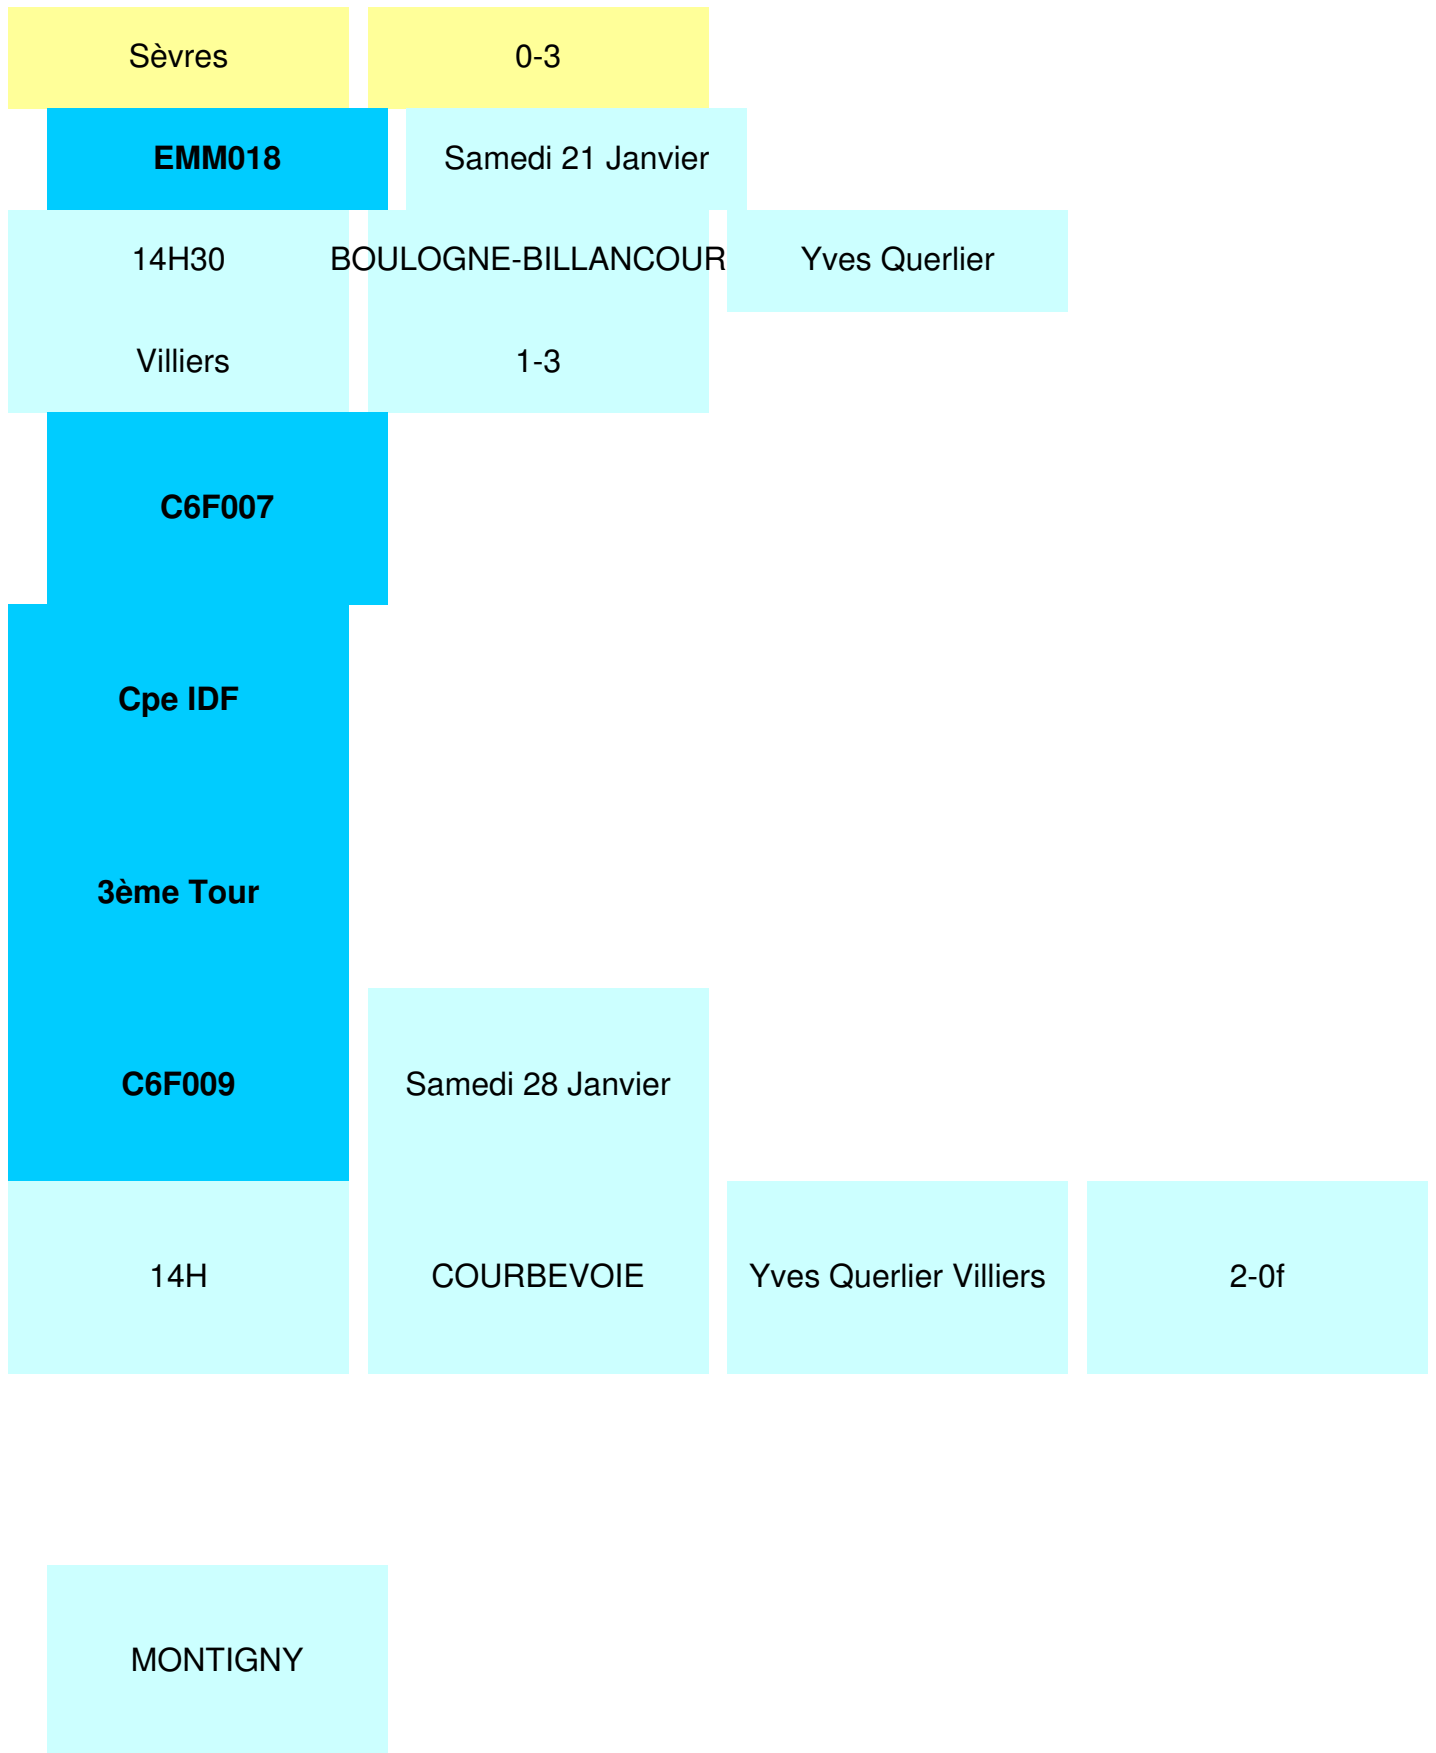 Sèvres 0-3
EMM018 Samedi 21 Janvier
14H30 BOULOGNE-BILLANCOUR Yves Querlier
Villiers 1-3
C6F007
Cpe IDF
3ème Tour
C6F009 Samedi 28 Janvier
14H COURBEVOIE Yves Querlier Villiers 2-0f
MONTIGNY